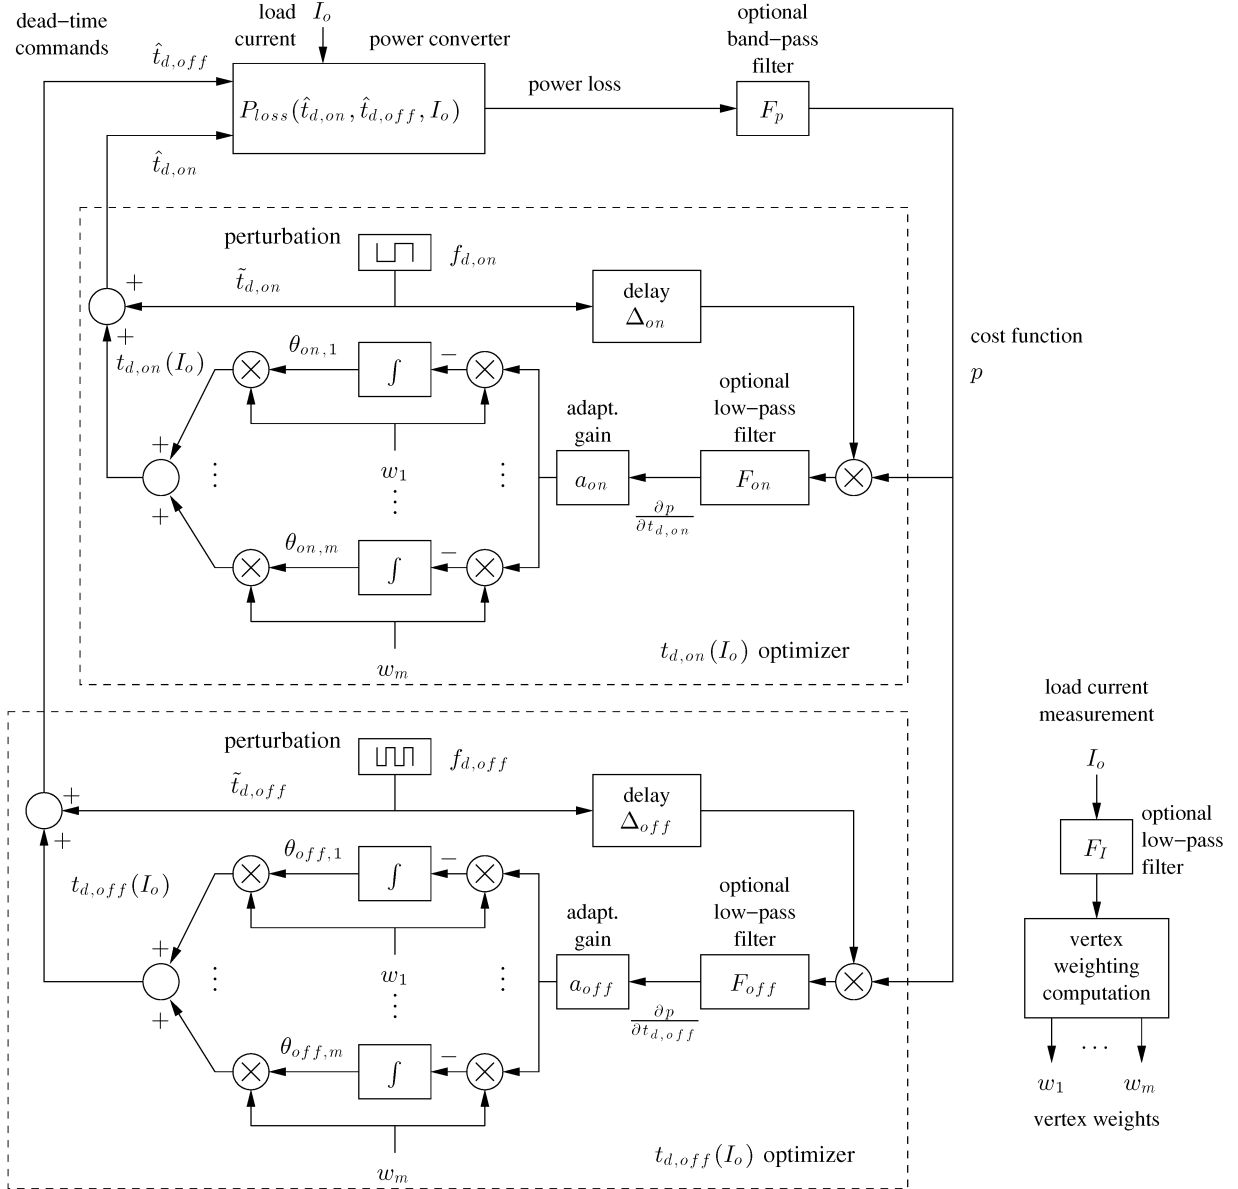 dead−time
commands
load
current
I_o
power converter
optional
band−pass
filter
t̂_{d,off}
t̂_{d,on}
P_{loss}(t̂_{d,on}, t̂_{d,off}, I_o)
power loss
F_p
perturbation
f_{d,on}
t̃_{d,on}
delay
Δ_{on}
+
+
t_{d,on}(I_o)
θ_{on,1}
∫
−
w_1
⋮
⋮
⋮
+
+
adapt.
gain
a_{on}
optional
low−pass
filter
F_{on}
∂p
∂t_{d,on}
cost function
p
θ_{on,m}
∫
−
w_m
t_{d,on}(I_o) optimizer
perturbation
f_{d,off}
t̃_{d,off}
delay
Δ_{off}
+
+
t_{d,off}(I_o)
θ_{off,1}
∫
−
w_1
⋮
⋮
⋮
+
+
adapt.
gain
a_{off}
optional
low−pass
filter
F_{off}
∂p
∂t_{d,off}
θ_{off,m}
∫
−
w_m
t_{d,off}(I_o) optimizer
load current
measurement
I_o
F_I
optional
low−pass
filter
vertex
weighting
computation
w_1 ··· w_m
vertex weights